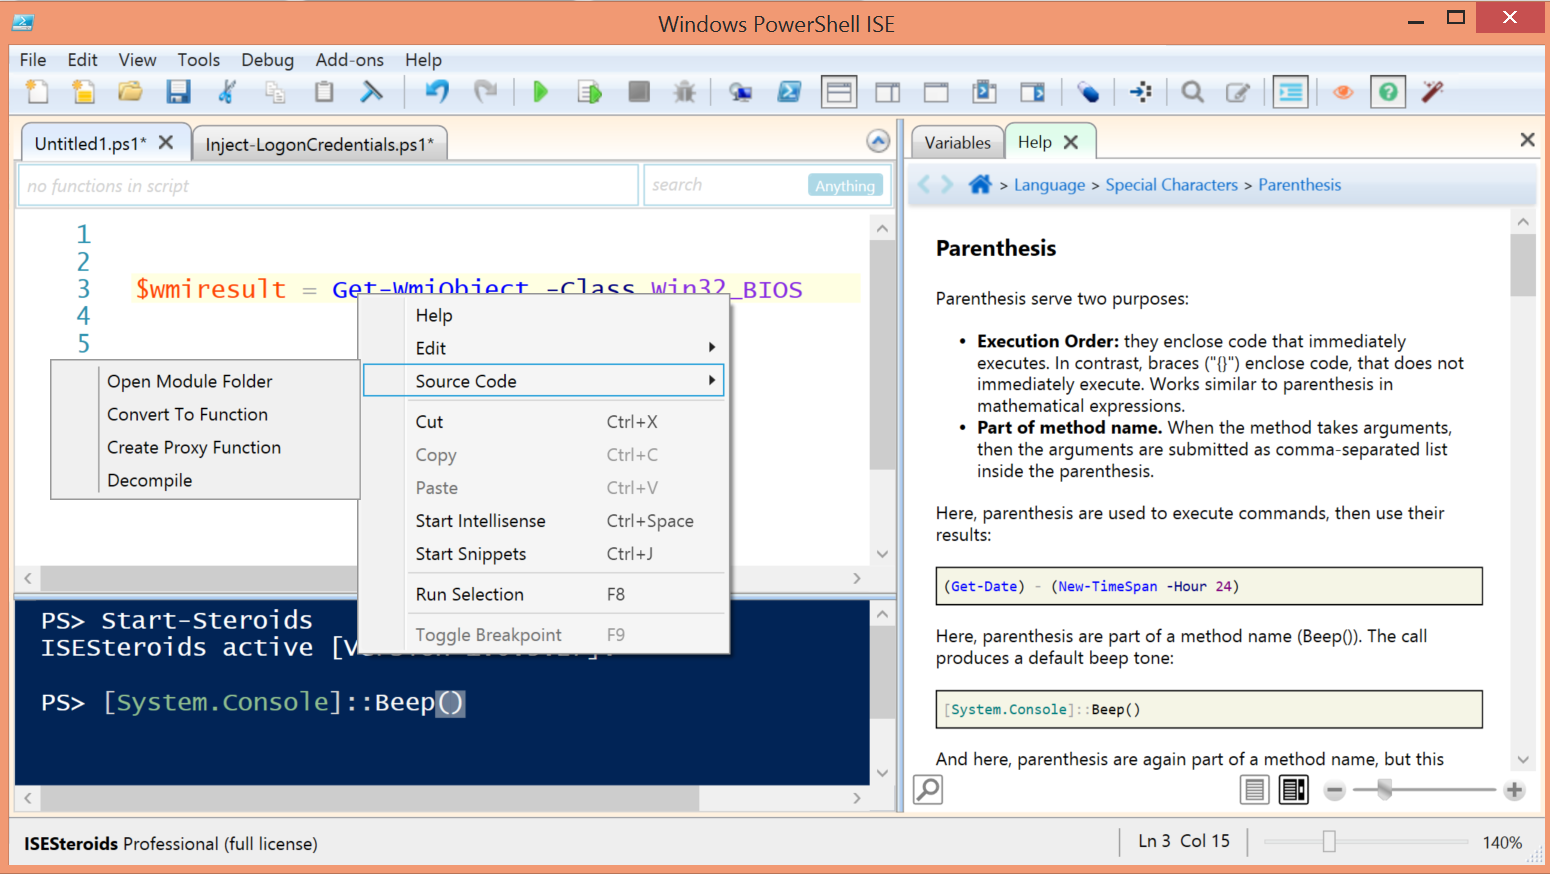 Windows PowerShell ISE
File Edit View Tools Debug Add-ons Help
Untitled1.ps1*
Inject-LogonCredentials.ps1*
no functions in script
search
Anything
1
2
3 $wmiresult = Get-WmiObject -Class Win32_BIOS
4
5
Help
Edit
Source Code
Cut Ctrl+X
Copy Ctrl+C
Paste Ctrl+V
Start Intellisense Ctrl+Space
Start Snippets Ctrl+J
Run Selection F8
Toggle Breakpoint F9
Open Module Folder
Convert To Function
Create Proxy Function
Decompile
PS> Start-Steroids
ISESteroids active
PS> [System.Console]::Beep()
Variables
Help
> Language > Special Characters > Parenthesis
Parenthesis
Parenthesis serve two purposes:
• Execution Order: they enclose code that immediately
executes. In contrast, braces ("{}") enclose code, that does not
immediately execute. Works similar to parenthesis in
mathematical expressions.
• Part of method name. When the method takes arguments,
then the arguments are submitted as comma-separated list
inside the parenthesis.
Here, parenthesis are used to execute commands, then use their
results:
(Get-Date) - (New-TimeSpan -Hour 24)
Here, parenthesis are part of a method name (Beep()). The call
produces a default beep tone:
[System.Console]::Beep()
And here, parenthesis are again part of a method name, but this
ISESteroids Professional (full license)
Ln 3 Col 15
140%